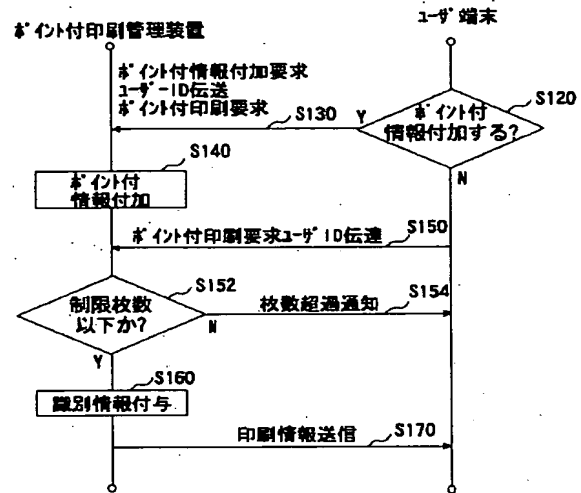 ポイント付印刷管理装置
ユーザ端末
ポイント付情報付加要求
ユーザーID伝送
ポイント付印刷要求
S130
Y
ポイント付
情報付加する?
S120
N
S140
ポイント付
情報付加
ポイント付印刷要求ユーザID伝達
S150
制限枚数
以下か?
S152
N
枚数超過通知
S154
Y
S160
識別情報付与
印刷情報送信
S170